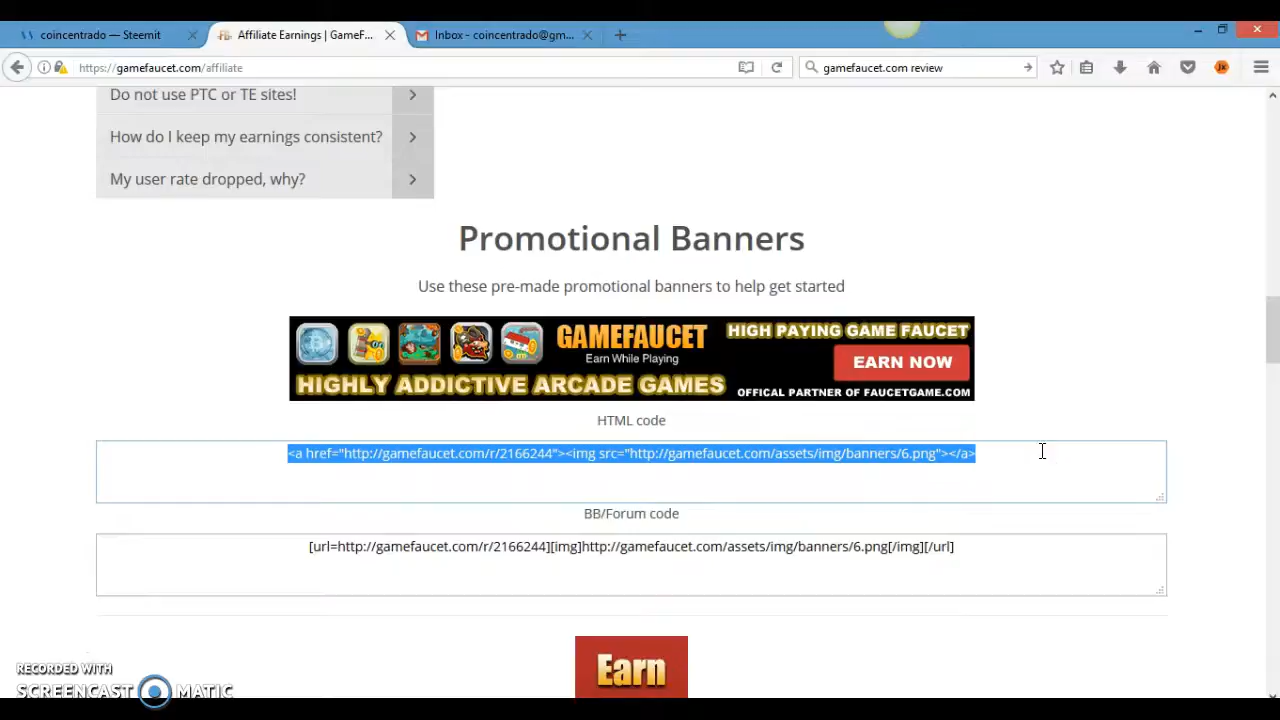 coincentrado — Steemit
Affiliate Earnings | GameF...
Inbox - coincentrado@gm...
https://gamefaucet.com/affiliate
gamefaucet.com review
Do not use PTC or TE sites!
How do I keep my earnings consistent?
My user rate dropped, why?
Promotional Banners
Use these pre-made promotional banners to help get started
GAMEFAUCET
Earn While Playing
HIGHLY ADDICTIVE ARCADE GAMES
HIGH PAYING GAME FAUCET
EARN NOW
OFFICAL PARTNER OF FAUCETGAME.COM
HTML code
<a href="http://gamefaucet.com/r/2166244"><img src="http://gamefaucet.com/assets/img/banners/6.png"></a>
BB/Forum code
[url=http://gamefaucet.com/r/2166244][img]http://gamefaucet.com/assets/img/banners/6.png[/img][/url]
Earn
RECORDED WITH
SCREENCAST MATIC